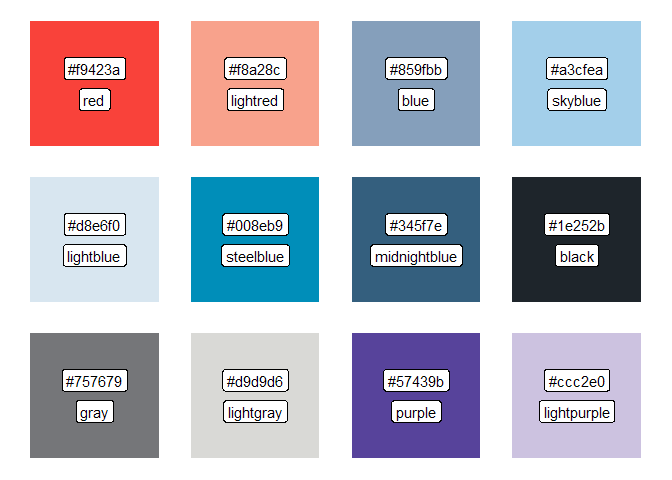 #f9423a
red
#f8a28c
lightred
#859fbb
blue
#a3cfea
skyblue
#d8e6f0
lightblue
#008eb9
steelblue
#345f7e
midnightblue
#1e252b
black
#757679
gray
#d9d9d6
lightgray
#57439b
purple
#ccc2e0
lightpurple